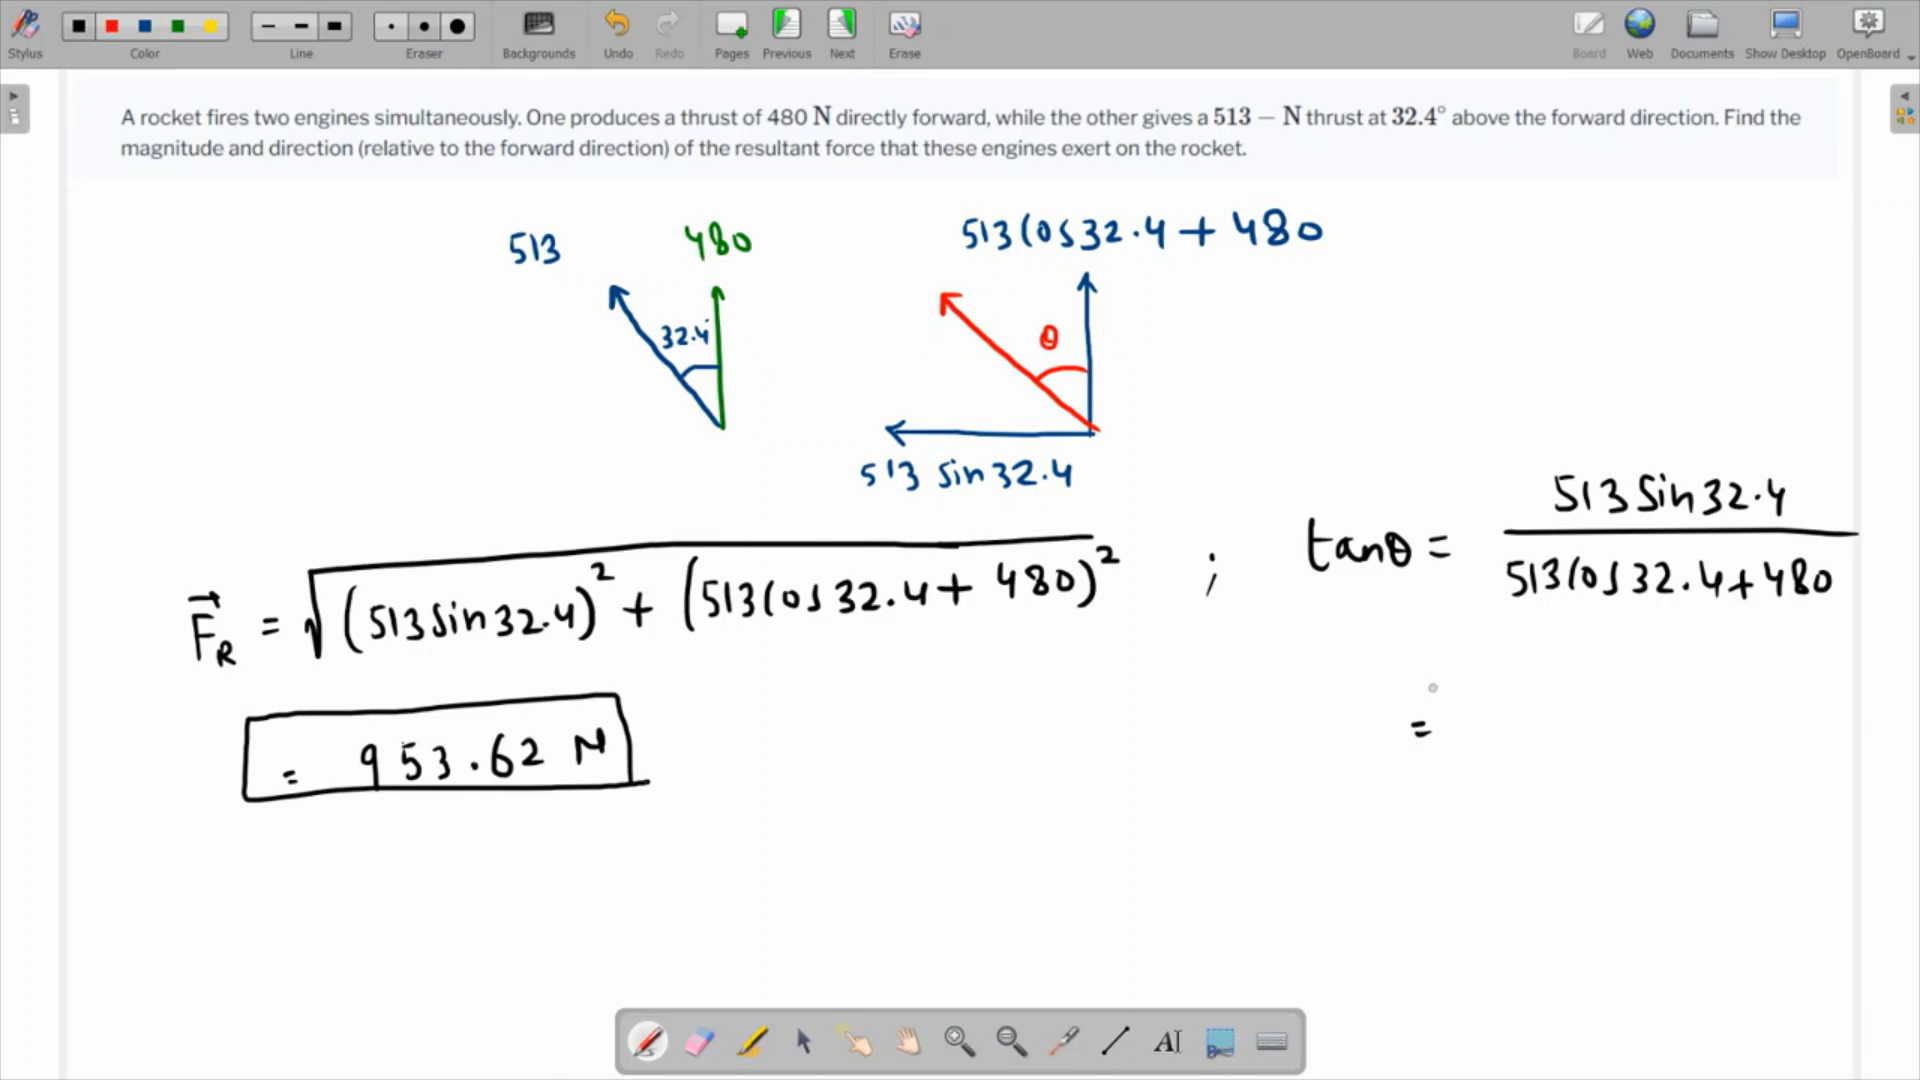 Stylus Color Line Eraser Backgrounds Undo Redo Pages Previous Next Erase Board Web Documents Show Desktop OpenBoard
A rocket fires two engines simultaneously. One produces a thrust of 480 N directly forward, while the other gives a 513 − N thrust at 32.4° above the forward direction. Find the
magnitude and direction (relative to the forward direction) of the resultant force that these engines exert on the rocket.
513 480
32.4
513 cos 32.4 + 480
θ
513 sin 32.4
F⃗R = √(513 sin 32.4)² + (513 cos 32.4 + 480)² ; tanθ = 513 sin 32.4
513 cos 32.4 + 480
= 953.62 N
=
AI